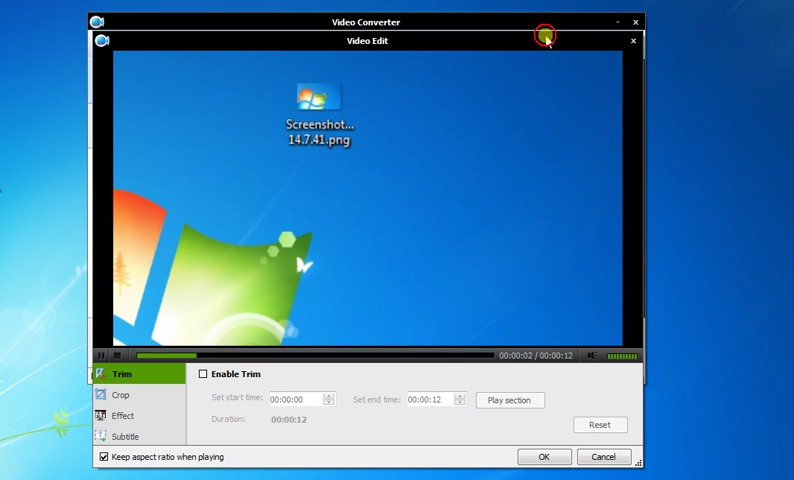 Video Converter
Video Edit
Screenshot...
14.7.41.png
00:00:02 / 00:00:12
Trim
Enable Trim
Crop
Set start time: 00:00:00 Set end time: 00:00:12 Play section
Effect
Duration: 00:00:12
Reset
Subtitle
Keep aspect ratio when playing
OK Cancel